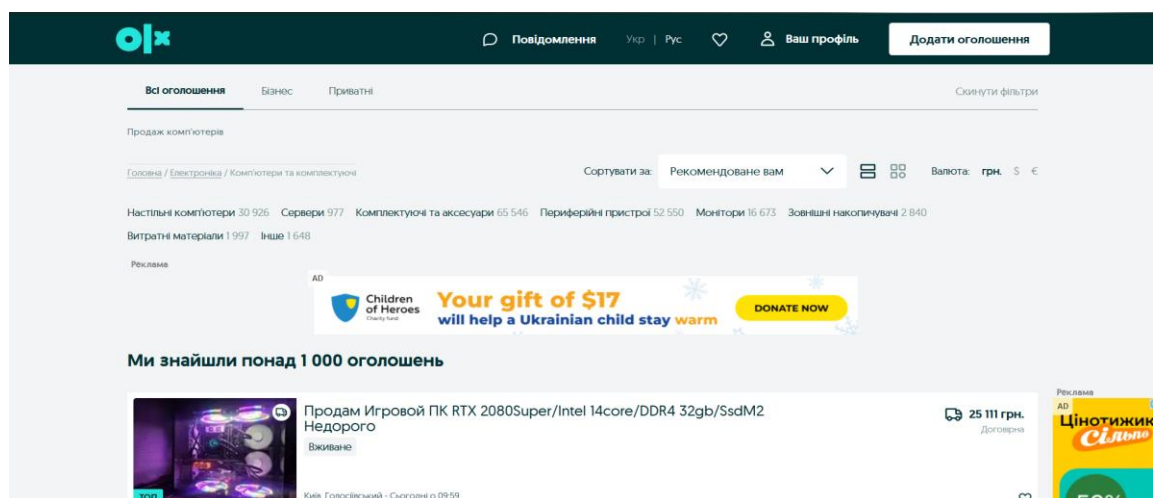 olx
Повідомлення Укр | Рус Ваш профіль Додати оголошення
Всі оголошення Бізнес Приватні Скинути фільтри
Продаж комп'ютерів
Головна / Електроніка / Комп'ютери та комплектуючі
Сортувати за: Рекомендоване вам Валюта: грн. $ €
Настільні комп'ютери 30 926 Сервери 977 Комплектуючі та аксесуари 65 546 Периферійні пристрої 52 550 Монітори 16 673 Зовнішні накопичувачі 2 840
Витратні матеріали 1 997 Інше 1 648
Реклама
AD
Children
of Heroes
Charity fund
Your gift of $17
will help a Ukrainian child stay warm
DONATE NOW
Ми знайшли понад 1 000 оголошень
Продам Игровой ПК RTX 2080Super/Intel 14core/DDR4 32gb/SsdM2
Недорого
25 111 грн.
Договірна
Вживане
ТОП
Київ, Голосіївський - Сьогодні о 09:59
Реклама
AD
Цінотижик
Сільпо
50%